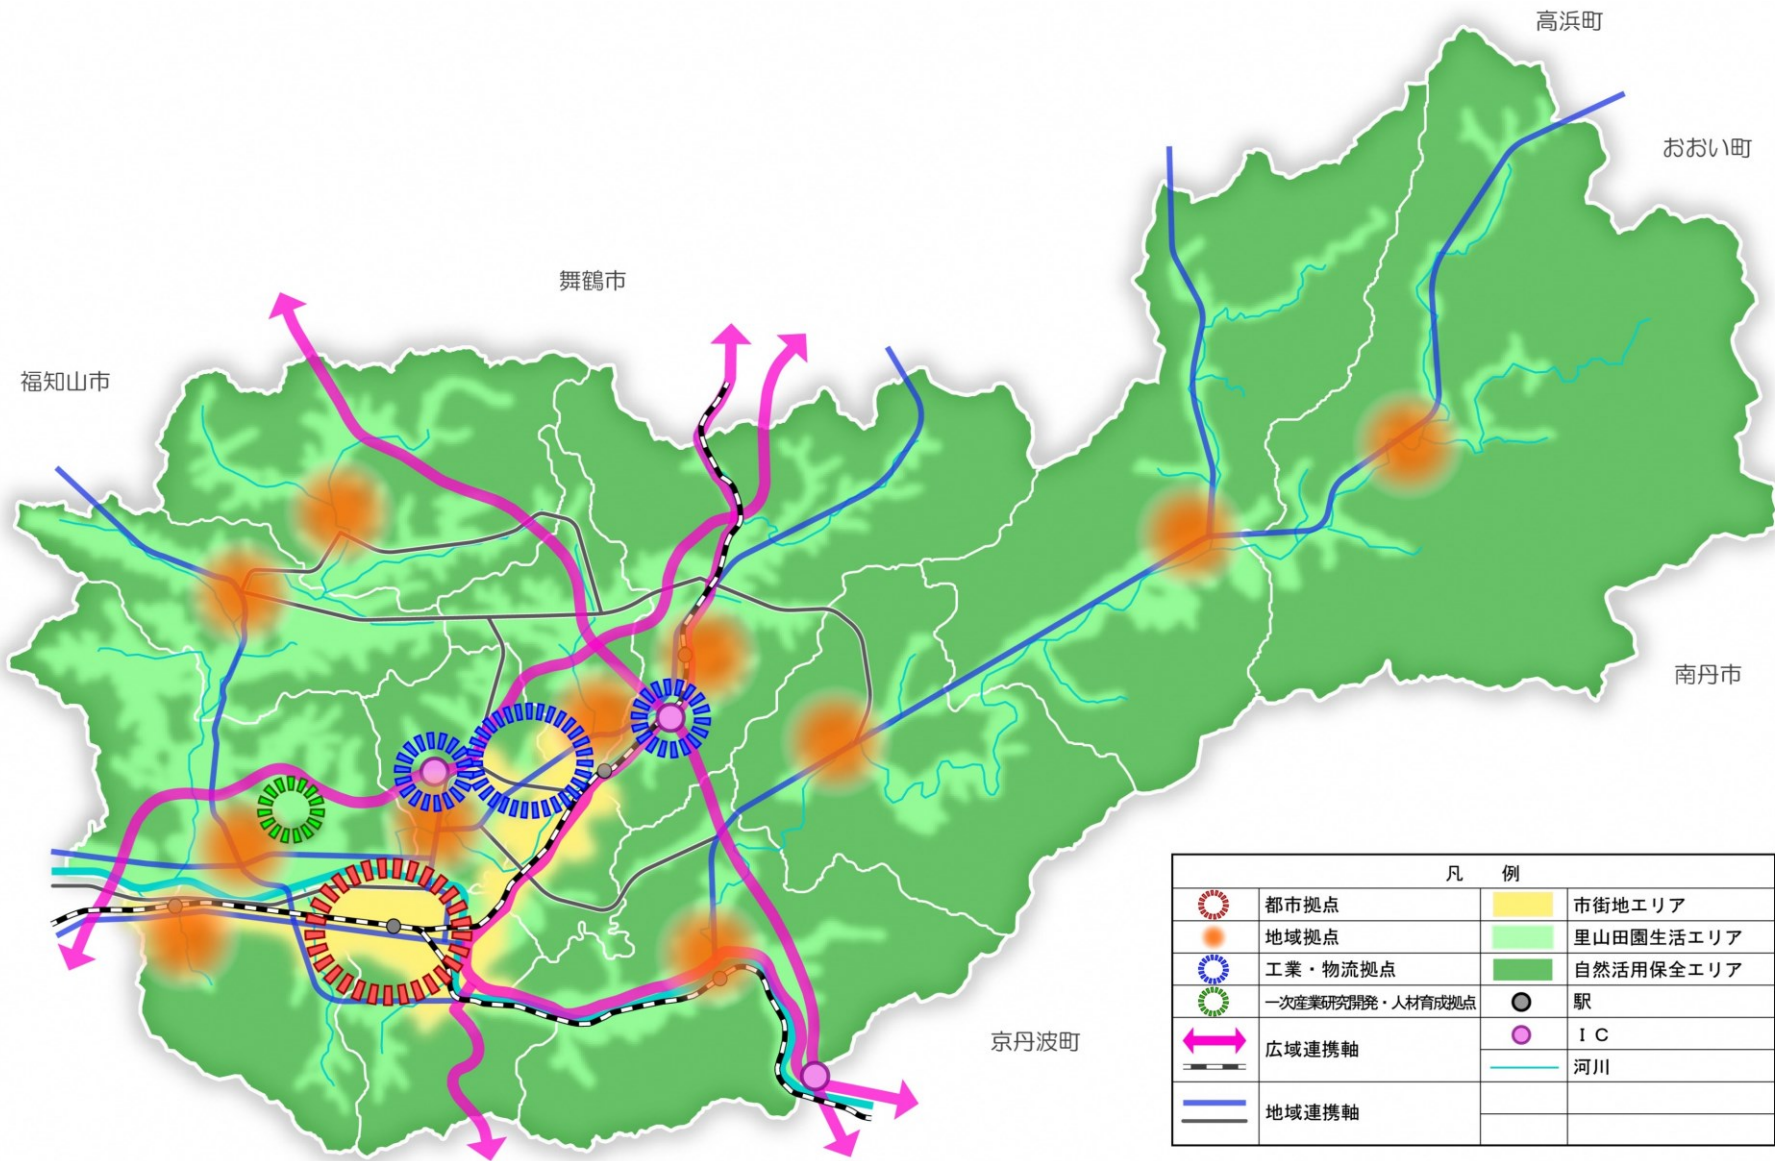 高浜町
おおい町
舞鶴市
福知山市
南丹市
京丹波町
凡　例
都市拠点
市街地エリア
地域拠点
里山田園生活エリア
工業・物流拠点
自然活用保全エリア
一次産業研究開発・人材育成拠点
駅
広域連携軸
ＩＣ
河川
地域連携軸